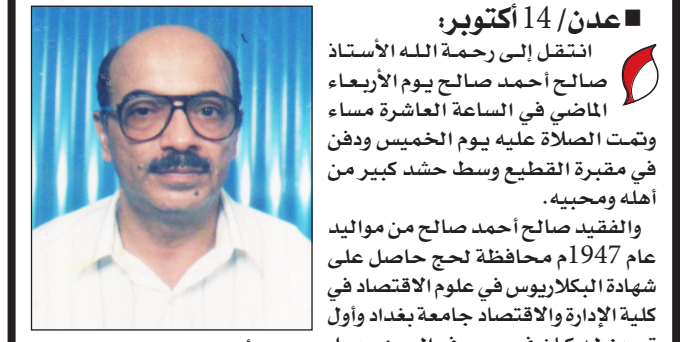 ■ عدن/ 14 أكتوبر:
انتقل إلى رحمة الله الأستاذ
صالح أحمد صالح يوم الأربعاء
الماضي في الساعة العاشرة مساء
وتمت الصلاة عليه يوم الخميس ودفن
في مقبرة القطيع وسط حشد كبير من
أهله ومحبيه.
والفقيد صالح أحمد صالح من مواليد
عام 1947م محافظة لحج حاصل على
شهادة البكلاريوس في علوم الاقتصاد في
كلية الإدارة والاقتصاد جامعة بغداد وأول